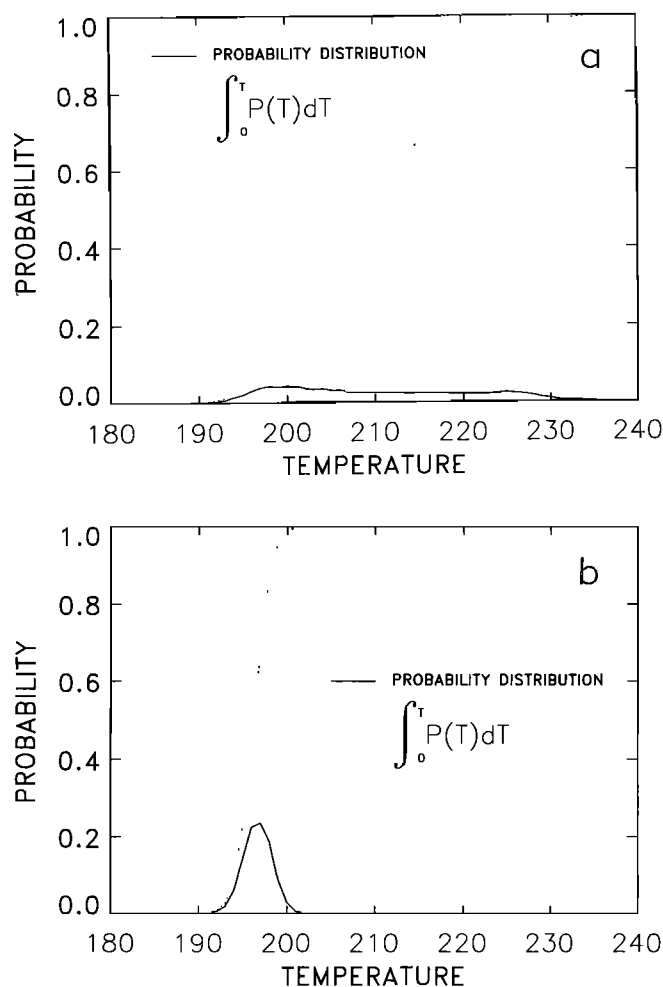 1.0
0.8
0.6
0.4
0.2
0.0
PROBABILITY
PROBABILITY DISTRIBUTION
a
∫₀ᵀ P(T)dT
180 190 200 210 220 230 240
TEMPERATURE
1.0
0.8
0.6
0.4
0.2
0.0
PROBABILITY
b
PROBABILITY DISTRIBUTION
∫₀ᵀ P(T)dT
180 190 200 210 220 230 240
TEMPERATURE